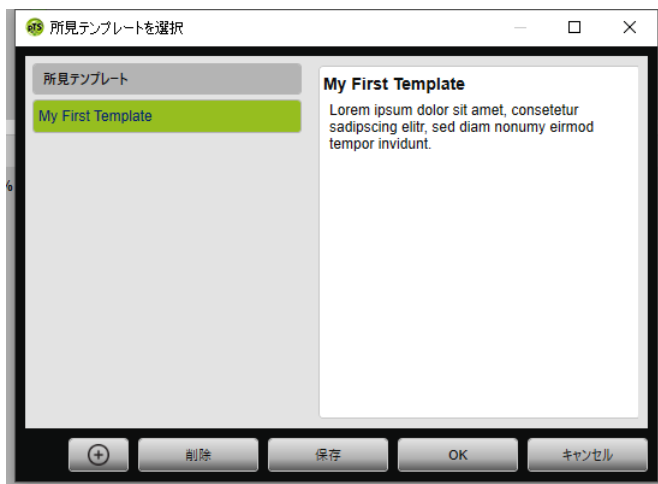 pTS 所見テンプレートを選択
所見テンプレート
My First Template
My First Template
Lorem ipsum dolor sit amet, consetetur
sadipscing elitr, sed diam nonumy eirmod
tempor invidunt.
%
削除 保存 OK キャンセル